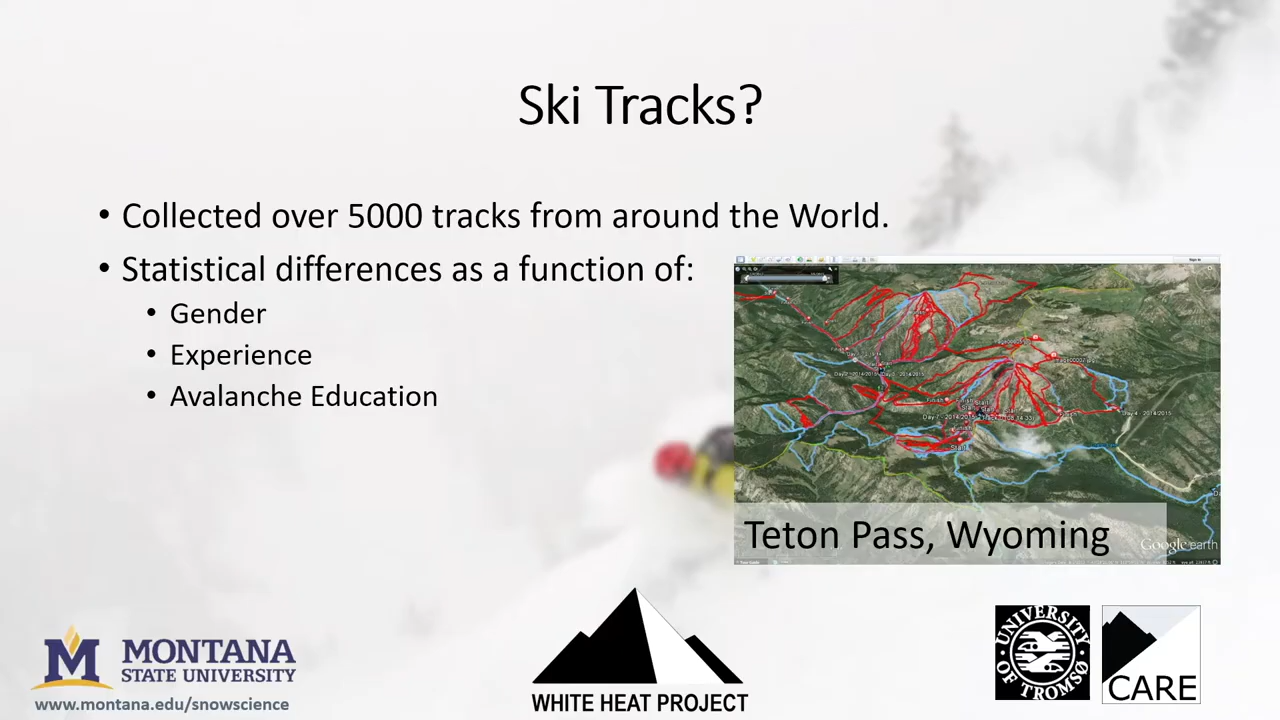 Ski Tracks?
• Collected over 5000 tracks from around the World.
• Statistical differences as a function of:
• Gender
• Experience
• Avalanche Education
Teton Pass, Wyoming
Google earth
M MONTANA
STATE UNIVERSITY
www.montana.edu/snowscience
WHITE HEAT PROJECT
UNIVERSITY
OF TROMSØ
CARE